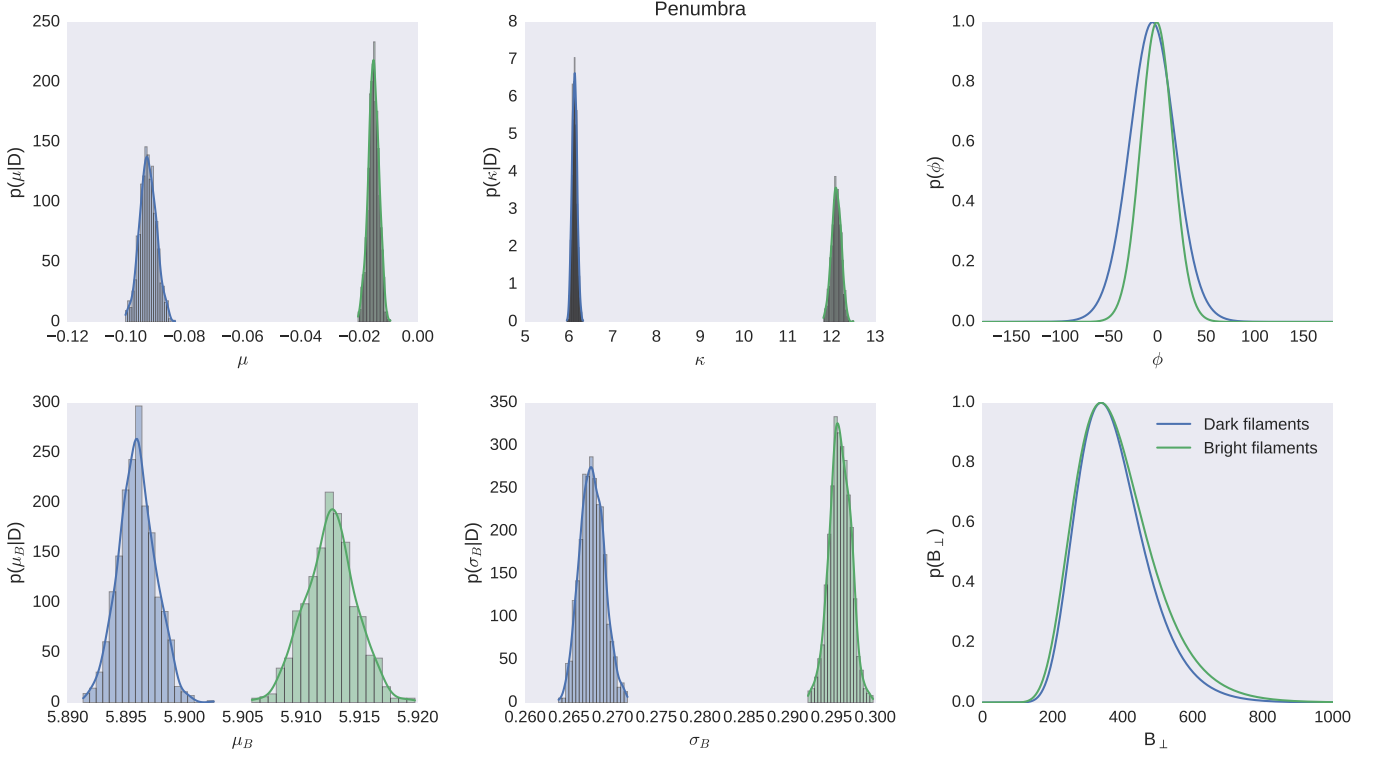 Penumbra
250
200
150
100
50
0
p(μ|D)
−0.12 −0.10 −0.08 −0.06 −0.04 −0.02 0.00
μ
8
7
6
5
4
3
2
1
0
p(κ|D)
5 6 7 8 9 10 11 12 13
κ
1.0
0.8
0.6
0.4
0.2
0.0
p(ϕ)
−150 −100 −50 0 50 100 150
ϕ
300
250
200
150
100
50
0
p(μ_B|D)
5.890 5.895 5.900 5.905 5.910 5.915 5.920
μ_B
350
300
250
200
150
100
50
0
p(σ_B|D)
0.260 0.265 0.270 0.275 0.280 0.285 0.290 0.295 0.300
σ_B
1.0
0.8
0.6
0.4
0.2
0.0
p(B⊥)
Dark filaments
Bright filaments
0 200 400 600 800 1000
B⊥